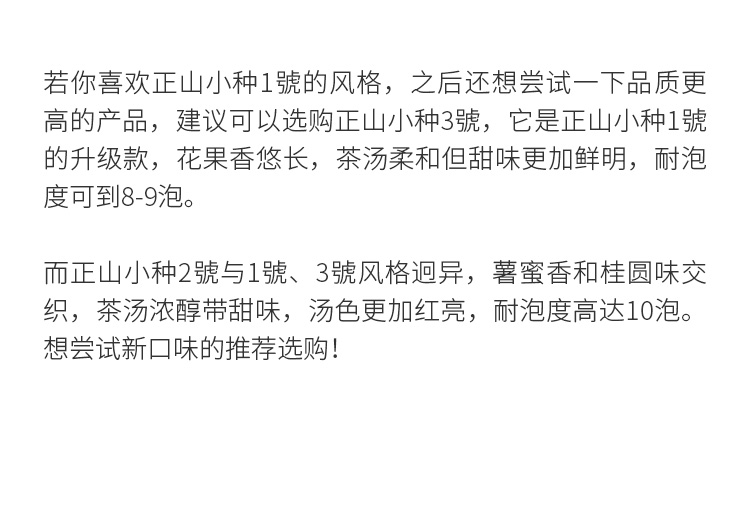 若你喜欢正山小种1號的风格，之后还想尝试一下品质更
高的产品，建议可以选购正山小种3號，它是正山小种1號
的升级款，花果香悠长，茶汤柔和但甜味更加鲜明，耐泡
度可到8-9泡。
而正山小种2號与1號、3號风格迥异，薯蜜香和桂圆味交
织，茶汤浓醇带甜味，汤色更加红亮，耐泡度高达10泡。
想尝试新口味的推荐选购！